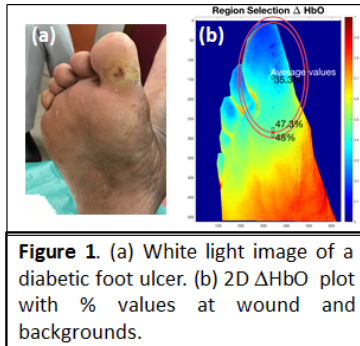 (a)
(b)
Region Selection Δ HbO
Average values
35.3
47.3%
48%
Figure 1. (a) White light image of a
diabetic foot ulcer. (b) 2D ΔHbO plot
with % values at wound and
backgrounds.